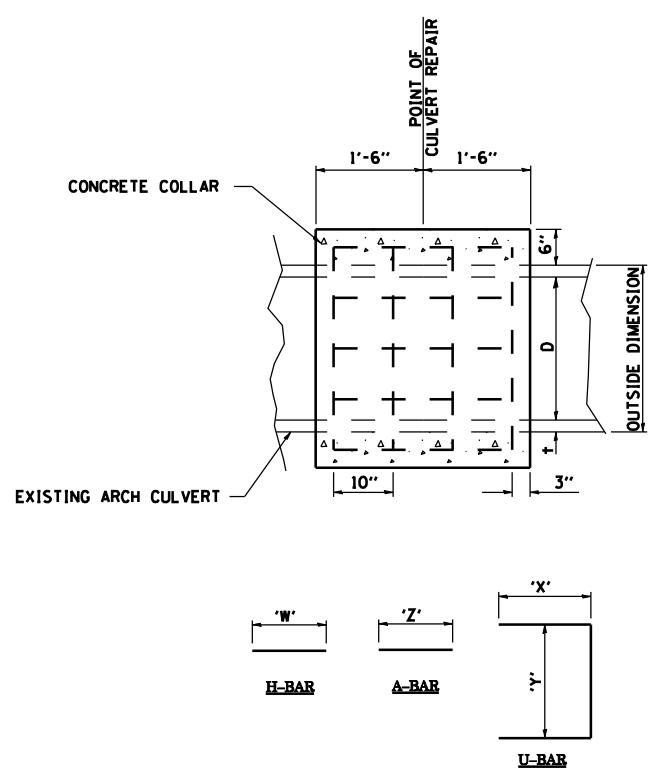 POINT OF
CULVERT REPAIR
1'-6"
1'-6"
CONCRETE COLLAR
6"
D
OUTSIDE DIMENSION
t
EXISTING ARCH CULVERT
10"
3"
'W'
'Z'
'X'
'Y'
H-BAR
A-BAR
U-BAR